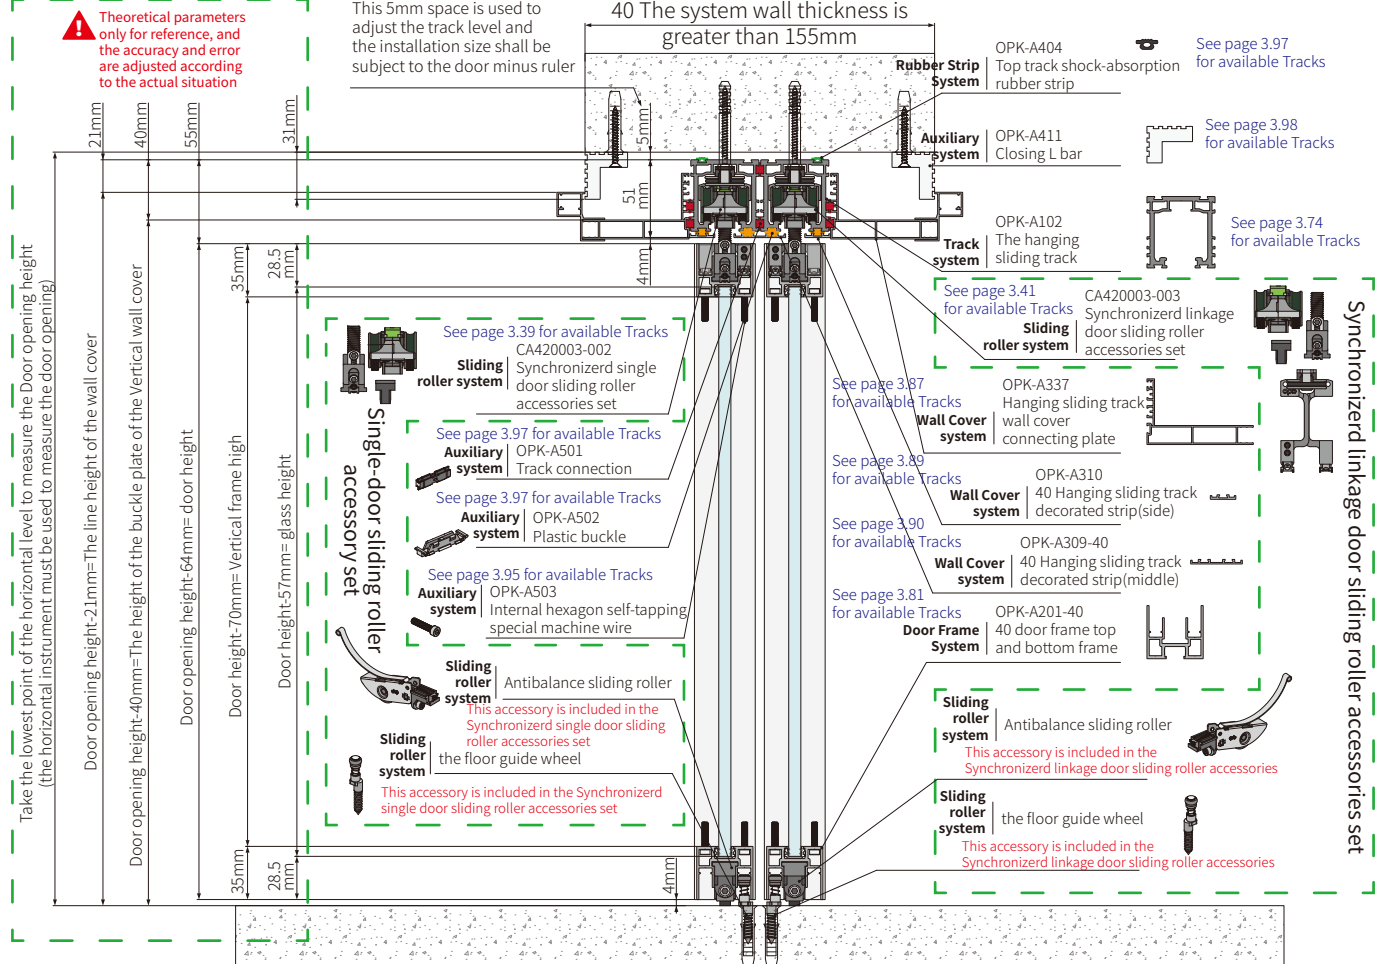 Theoretical parameters
only for reference, and
the accuracy and error
are adjusted according
to the actual situation
This 5mm space is used to
adjust the track level and
the installation size shall be
subject to the door minus ruler
40 The system wall thickness is
greater than 155mm
21mm
40mm
55mm
31mm
5mm
51
mm
4mm
35mm
28.5
mm
Take the lowest point of the horizontal level to measure the Door opening height
(the horizontal instrument must be used to measure the door opening)
Door opening height-21mm=The line height of the wall cover
Door opening height-40mm=The height of the buckle plate of the Vertical wall cover
Door opening height-64mm= door height
Door height-70mm= Vertical frame high
Door height-57mm= glass height
35mm
28.5
mm
4mm
Rubber Strip
System
OPK-A404
Top track shock-absorption
rubber strip
See page 3.97
for available Tracks
Auxiliary
system
OPK-A411
Closing L bar
See page 3.98
for available Tracks
Track
system
OPK-A102
The hanging
sliding track
See page 3.74
for available Tracks
See page 3.41
for available Tracks
Sliding
roller system
CA420003-003
Synchronizerd linkage
door sliding roller
accessories set
See page 3.87
for available Tracks
Wall Cover
system
OPK-A337
Hanging sliding track
wall cover
connecting plate
See page 3.89
for available Tracks
Wall Cover
system
OPK-A310
40 Hanging sliding track
decorated strip(side)
See page 3.90
for available Tracks
Wall Cover
system
OPK-A309-40
40 Hanging sliding track
decorated strip(middle)
See page 3.81
for available Tracks
Door Frame
System
OPK-A201-40
40 door frame top
and bottom frame
Sliding
roller
system
Antibalance sliding roller
This accessory is included in the
Synchronizerd linkage door sliding roller accessories
Sliding
roller
system
the floor guide wheel
This accessory is included in the
Synchronizerd linkage door sliding roller accessories
Synchronizerd linkage door sliding roller accessories set
See page 3.39 for available Tracks
Sliding
roller system
CA420003-002
Synchronizerd single
door sliding roller
accessories set
Single-door sliding roller
accessory set
See page 3.97 for available Tracks
Auxiliary
system
OPK-A501
Track connection
See page 3.97 for available Tracks
Auxiliary
system
OPK-A502
Plastic buckle
See page 3.95 for available Tracks
Auxiliary
system
OPK-A503
Internal hexagon self-tapping
special machine wire
Sliding
roller
system
Antibalance sliding roller
This accessory is included in the
Synchronizerd single door sliding
roller accessories set
Sliding
roller
system
the floor guide wheel
This accessory is included in the Synchronizerd
single door sliding roller accessories set